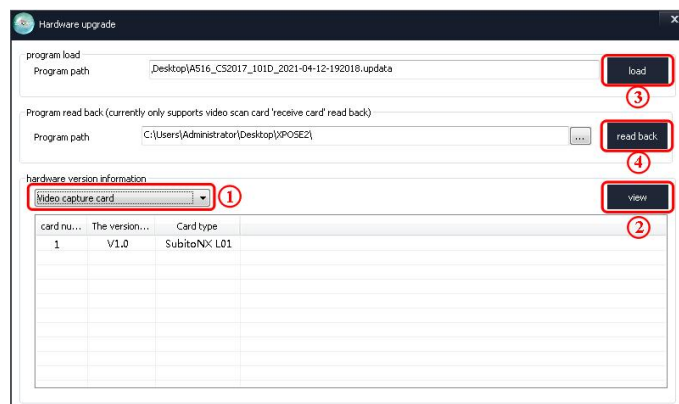 Hardware upgrade
x
program load
Program path
,Desktop\A516_CS2017_101D_2021-04-12-192018.updata
load
③
Program read back (currently only supports video scan card 'receive card' read back)
Program path
C:\Users\Administrator\Desktop\XPOSE2\
...
read back
④
hardware version information
Video capture card
①
view
②
card nu... The version... Card type
1 V1.0 SubitoNX L01